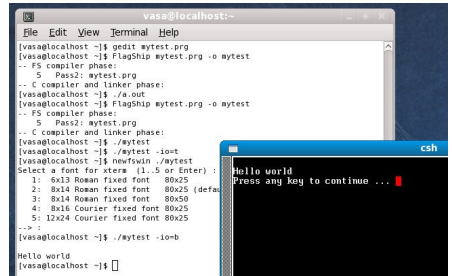 vasa@localhost:~
File Edit View Terminal Help
[vasa@localhost ~]$ gedit mytest.prg
[vasa@localhost ~]$ FlagShip mytest.prg -o mytest
-- FS compiler phase:
5 Pass2: mytest.prg
-- C compiler and linker phase:
[vasa@localhost ~]$ ./a.out
[vasa@localhost ~]$ FlagShip mytest.prg -o mytest
-- FS compiler phase:
5 Pass2: mytest.prg
-- C compiler and linker phase:
[vasa@localhost ~]$ ./mytest
[vasa@localhost ~]$ ./mytest -io=t
[vasa@localhost ~]$ newfswin ./mytest
Select a font for xterm (1..5 or Enter) :
1: 6x13 Roman fixed font 80x25
2: 8x14 Roman fixed font 80x25 (defau
3: 8x14 Roman fixed font 80x50
4: 8x16 Courier fixed font 80x25
5: 12x24 Courier fixed font 80x25
--> :
[vasa@localhost ~]$ ./mytest -io=b
Hello world
[vasa@localhost ~]$
csh
Hello world
Press any key to continue ...